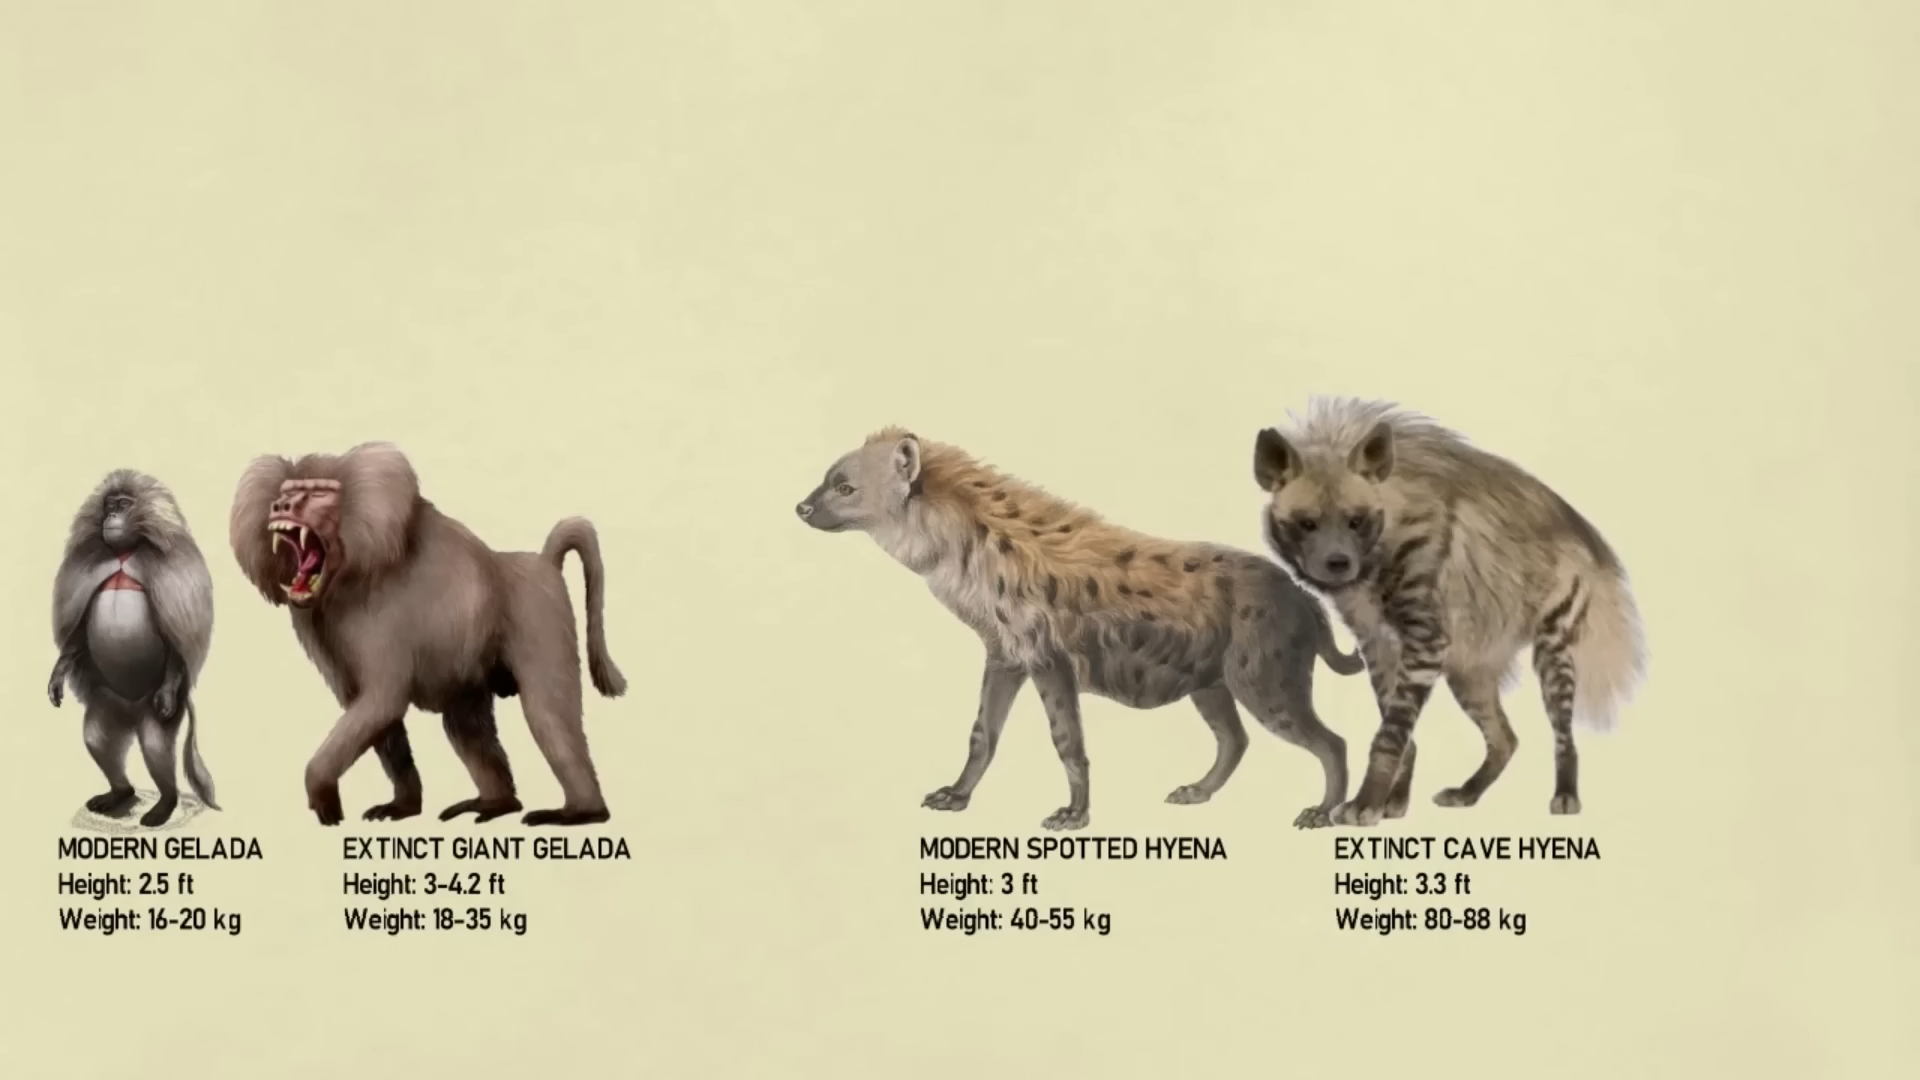 MODERN GELADA
Height: 2.5 ft
Weight: 16-20 kg
EXTINCT GIANT GELADA
Height: 3-4.2 ft
Weight: 18-35 kg
MODERN SPOTTED HYENA
Height: 3 ft
Weight: 40-55 kg
EXTINCT CAVE HYENA
Height: 3.3 ft
Weight: 80-88 kg